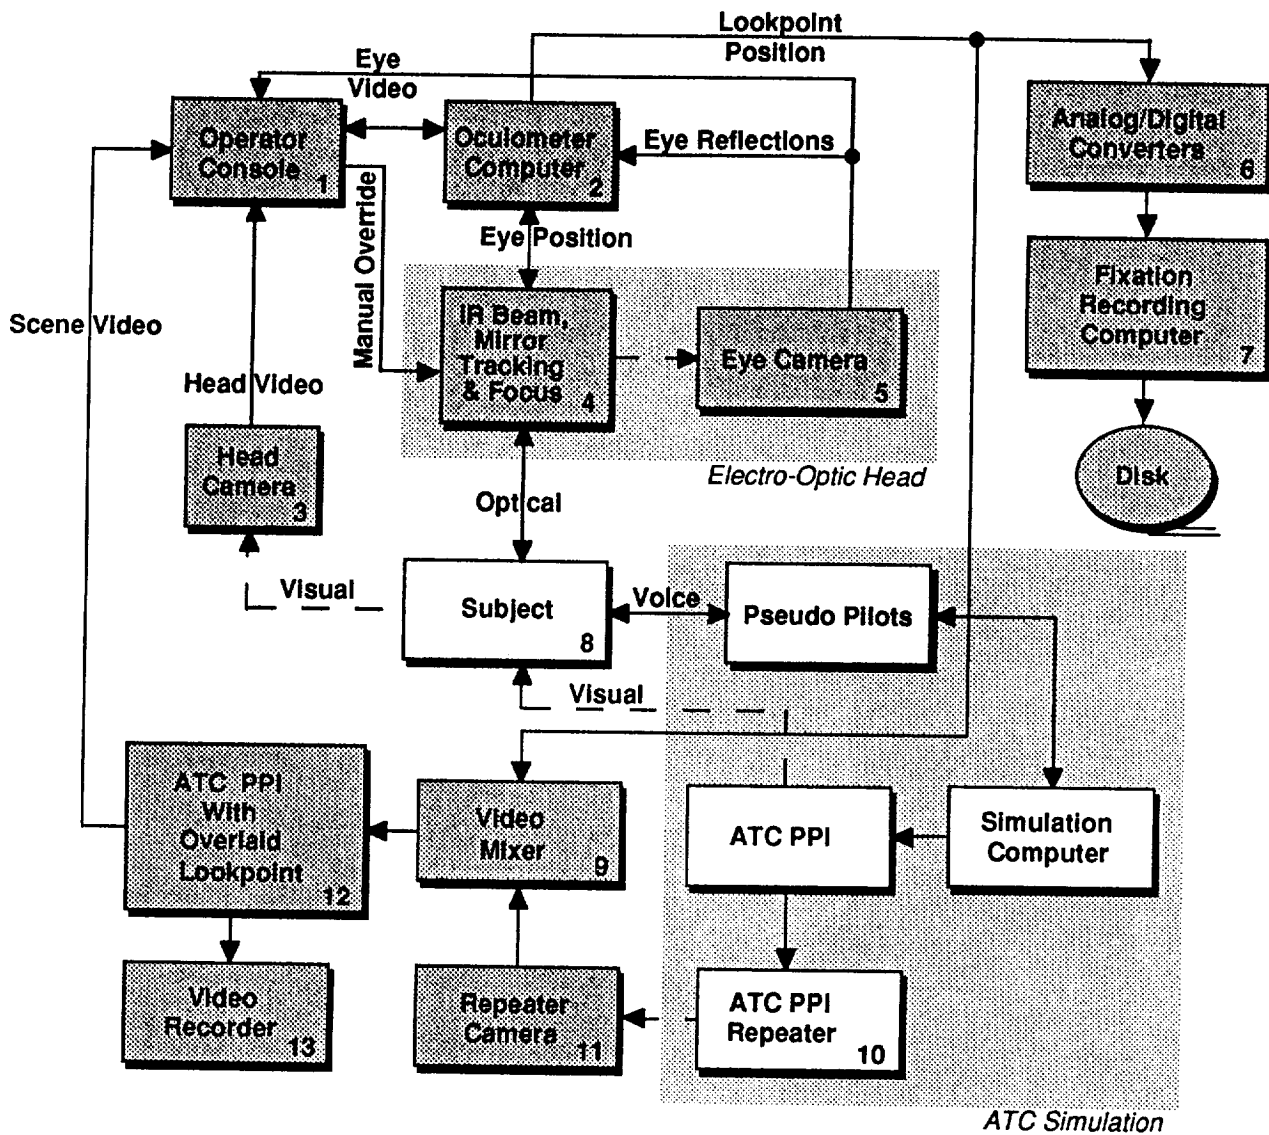 Lookpoint
Position
Eye
Video
Operator
Console
1
Oculometer
Computer
2
Eye Reflections
Analog/Digital
Converters
6
Manual Override
Eye Position
Fixation
Recording
Computer
7
Scene Video
IR Beam,
Mirror
Tracking
& Focus
4
Eye Camera
5
Head Video
Head
Camera
3
Electro-Optic Head
Disk
Optical
Visual
Subject
8
Voice
Pseudo Pilots
Visual
ATC PPI
With
Overlaid
Lookpoint
12
Video
Mixer
9
ATC PPI
Simulation
Computer
Video
Recorder
13
Repeater
Camera
11
ATC PPI
Repeater
10
ATC Simulation